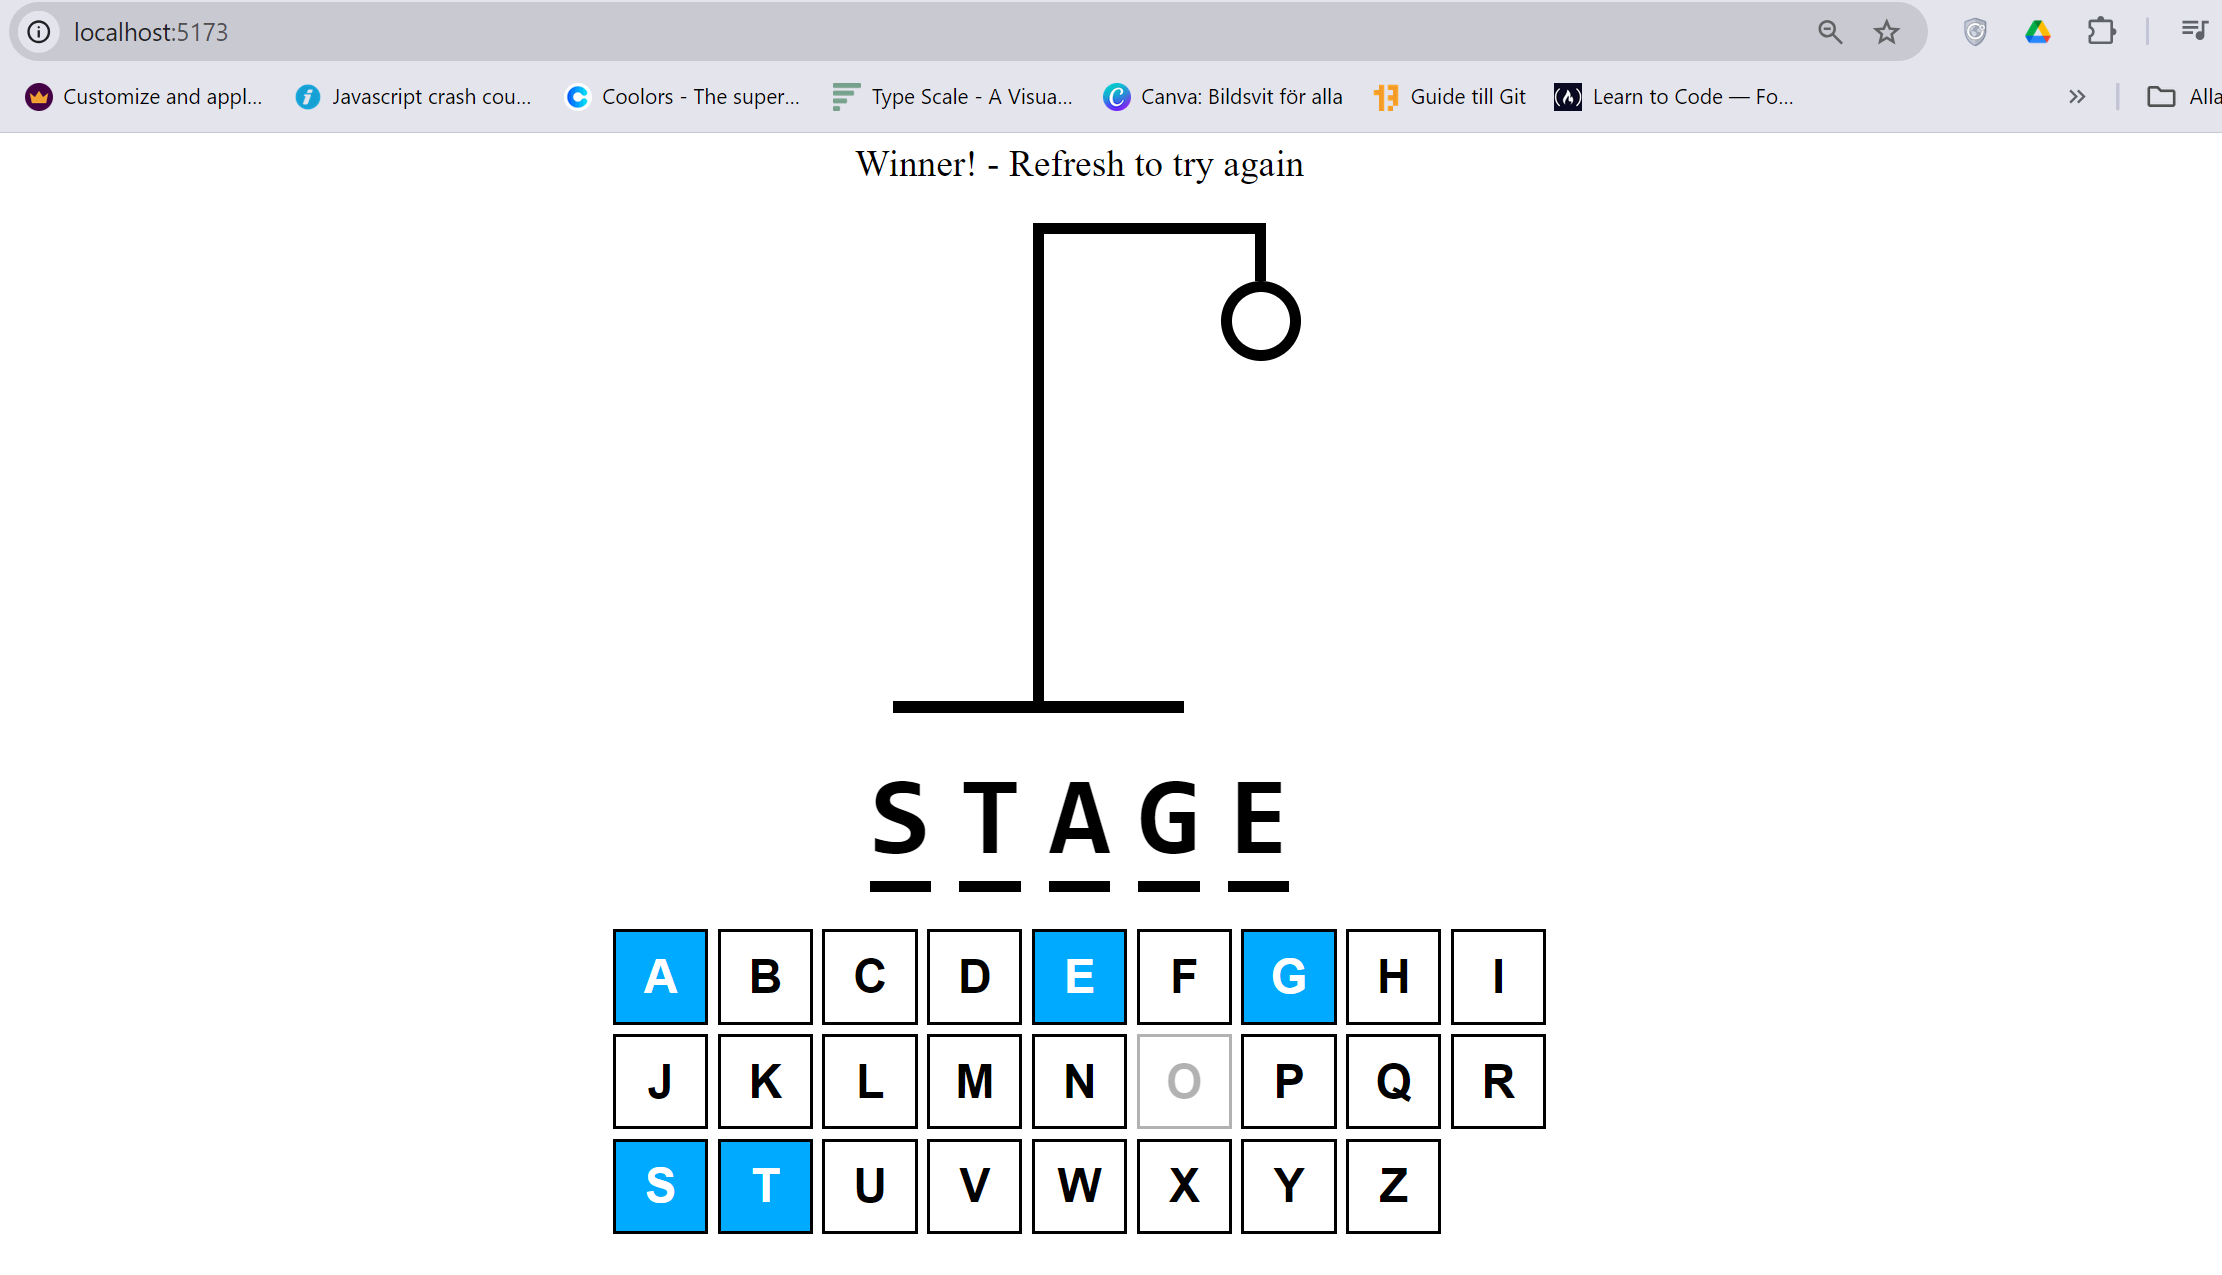 localhost:5173
Customize and appl... Javascript crash cou... Coolors - The super... Type Scale - A Visua... Canva: Bildsvit för alla Guide till Git Learn to Code — Fo... » Alla
Winner! - Refresh to try again
S T A G E
A B C D E F G H I
J K L M N O P Q R
S T U V W X Y Z